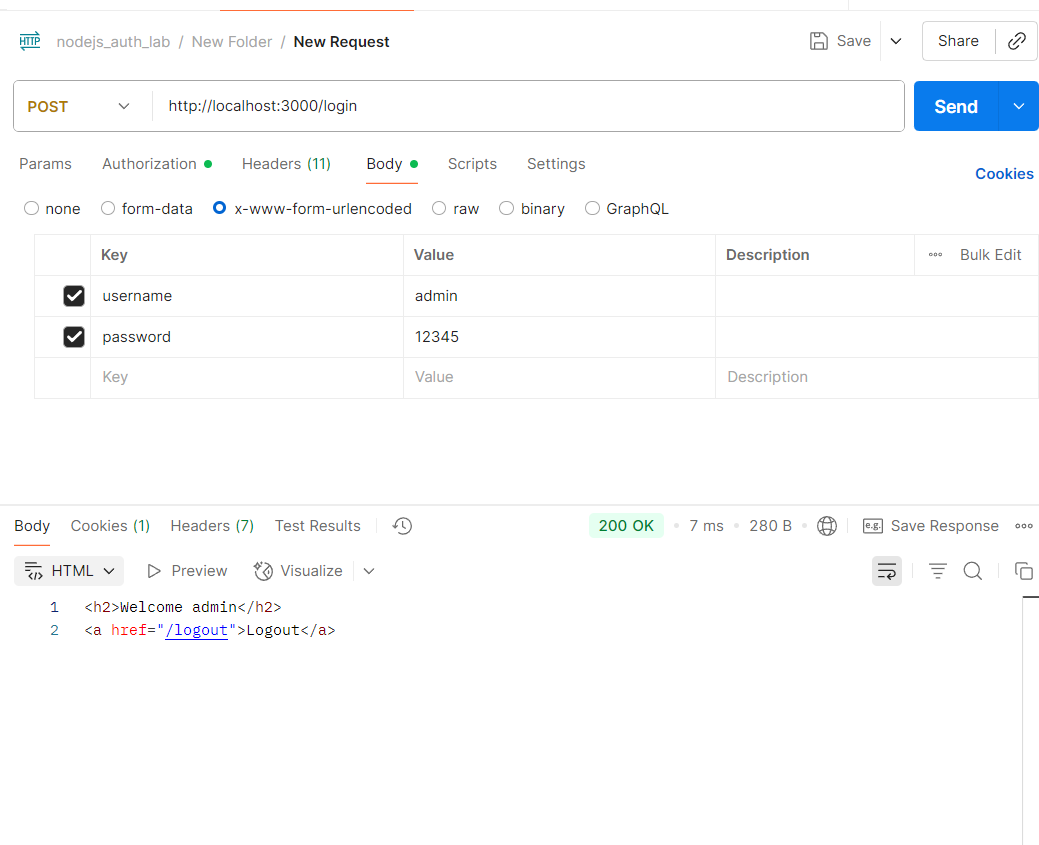 HTTP nodejs_auth_lab / New Folder / New Request Save Share
POST http://localhost:3000/login Send
Params Authorization Headers (11) Body Scripts Settings Cookies
none form-data x-www-form-urlencoded raw binary GraphQL
Key Value Description Bulk Edit
username admin
password 12345
Key Value Description
Body Cookies (1) Headers (7) Test Results 200 OK • 7 ms • 280 B • e.g. Save Response
HTML Preview Visualize
1 <h2>Welcome admin</h2>
2 <a href="/logout">Logout</a>